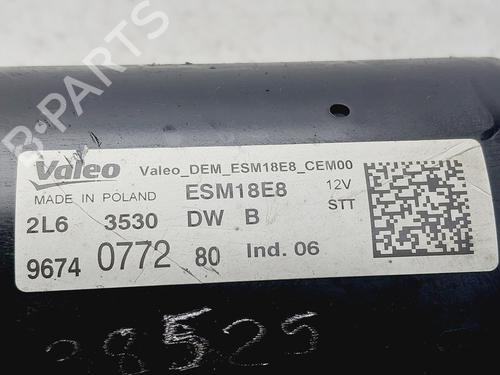 B-PARTS
Valeo Valeo_DEM_ESM18E8_CEM00
MADE IN POLAND ESM18E8 12V
2L6 3530 DW B STT
9674 0772 80 Ind. 06
28525